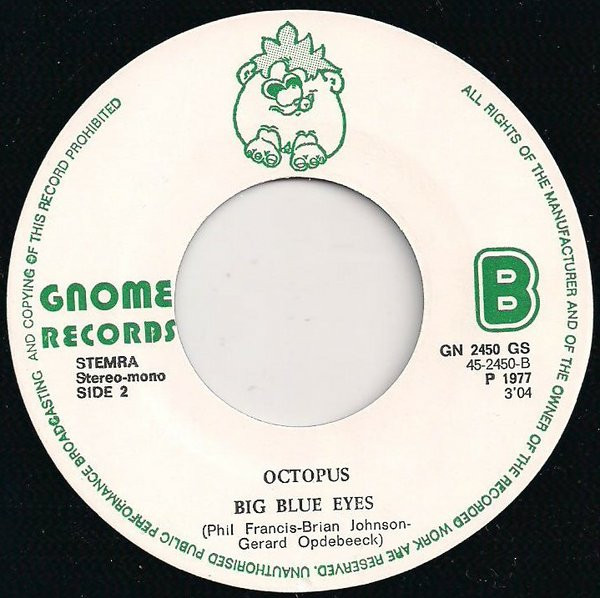 ALL RIGHTS OF THE MANUFACTURER AND OF THE OWNER OF THE RECORDED WORK ARE RESERVED. UNAUTHORISED PUBLIC PERFORMANCE BROADCASTING AND COPYING OF THIS RECORD PROHIBITED
GNOME
RECORDS
STEMRA
Stereo-mono
SIDE 2
B
GN 2450 GS
45-2450-B
P 1977
3'04
OCTOPUS
BIG BLUE EYES
(Phil Francis-Brian Johnson-
Gerard Opdebeeck)